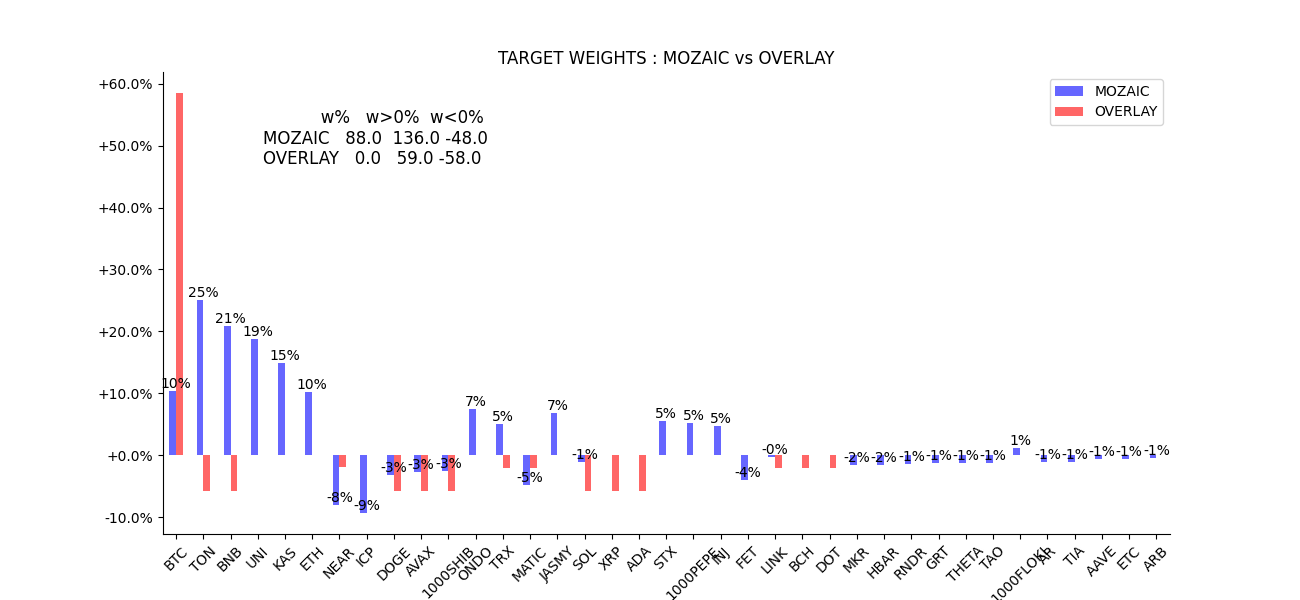 TARGET WEIGHTS : MOZAIC vs OVERLAY
+60.0%
+50.0%
+40.0%
+30.0%
+20.0%
+10.0%
+0.0%
-10.0%
w% w>0% w<0%
MOZAIC 88.0 136.0 -48.0
OVERLAY 0.0 59.0 -58.0
MOZAIC
OVERLAY
10%
25%
21%
19%
15%
10%
-8%
-9%
-3%
-3%
-3%
7%
5%
-5%
7%
-1%
5%
5%
5%
-4%
-0%
-2%
-2%
-1%
-1%
-1%
-1%
1%
-1%
-1%
-1%
-1%
-1%
BTC
TON
BNB
UNI
KAS
ETH
NEAR
ICP
DOGE
AVAX
1000SHIB
ONDO
TRX
MATIC
JASMY
SOL
XRP
ADA
STX
1000PEPE
INJ
FET
LINK
BCH
DOT
MKR
HBAR
RNDR
GRT
THETA
TAO
1000FLOKI
AR
TIA
AAVE
ETC
ARB